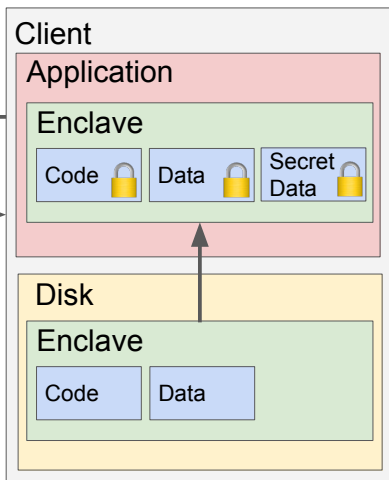 Client
Application
Enclave
Code
Data
Secret
Data
Disk
Enclave
Code
Data